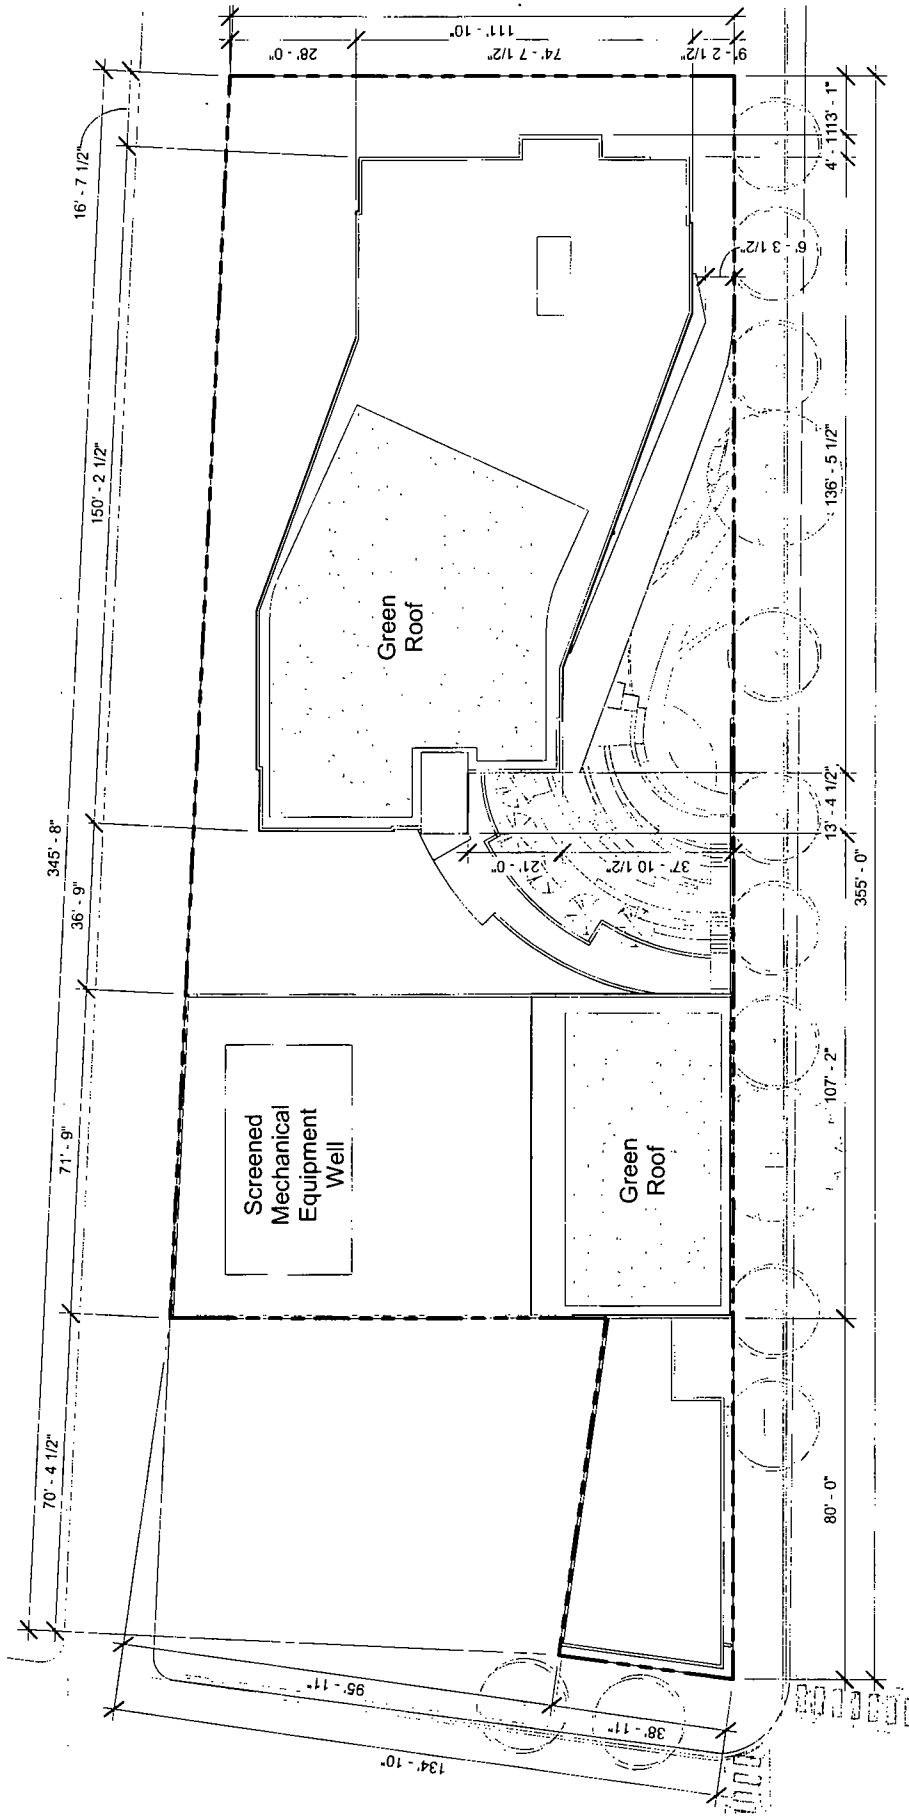 111' - 10"
28' - 0"
74' - 7 1/2"
9' - 2 1/2"
16' - 7 1/2"
4' - 11
13' - 1"
6' - 3 1/2"
150' - 2 1/2"
136' - 5 1/2"
Green
Roof
345' - 8"
36' - 9"
13' - 4 1/2"
21' - 0"
37' - 10 1/2"
355' - 0"
71' - 9"
107' - 2"
Screened
Mechanical
Equipment
Well
Green
Roof
70' - 4 1/2"
80' - 0"
95' - 11"
38' - 11"
134' - 10"